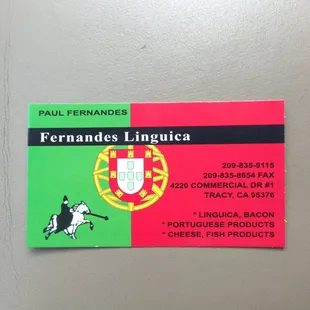 PAUL FERNANDES
Fernandes Linguica
209-835-9115
209-835-8654 FAX
4220 COMMERCIAL DR #1
TRACY, CA 95376
* LINGUICA, BACON
* PORTUGUESE PRODUCTS
* CHEESE, FISH PRODUCTS